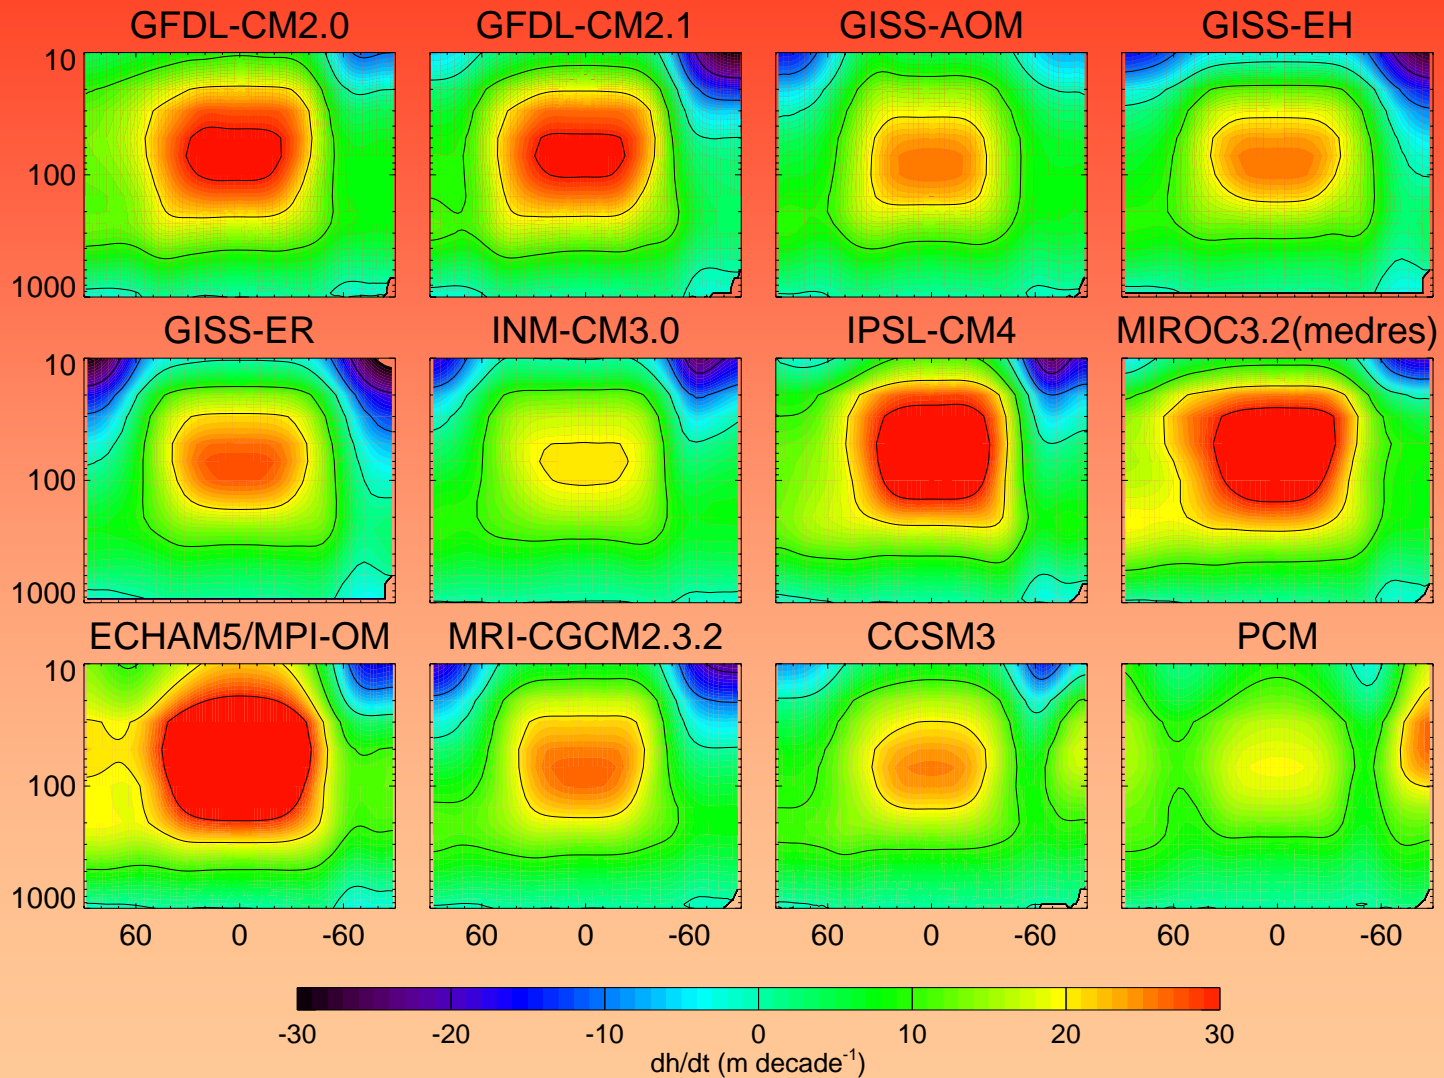 GFDL-CM2.0 GFDL-CM2.1 GISS-AOM GISS-EH
10
100
1000
GISS-ER INM-CM3.0 IPSL-CM4 MIROC3.2(medres)
10
100
1000
ECHAM5/MPI-OM MRI-CGCM2.3.2 CCSM3 PCM
10
100
1000
60 0 -60 60 0 -60 60 0 -60 60 0 -60
-30 -20 -10 0 10 20 30
dh/dt (m decade⁻¹)